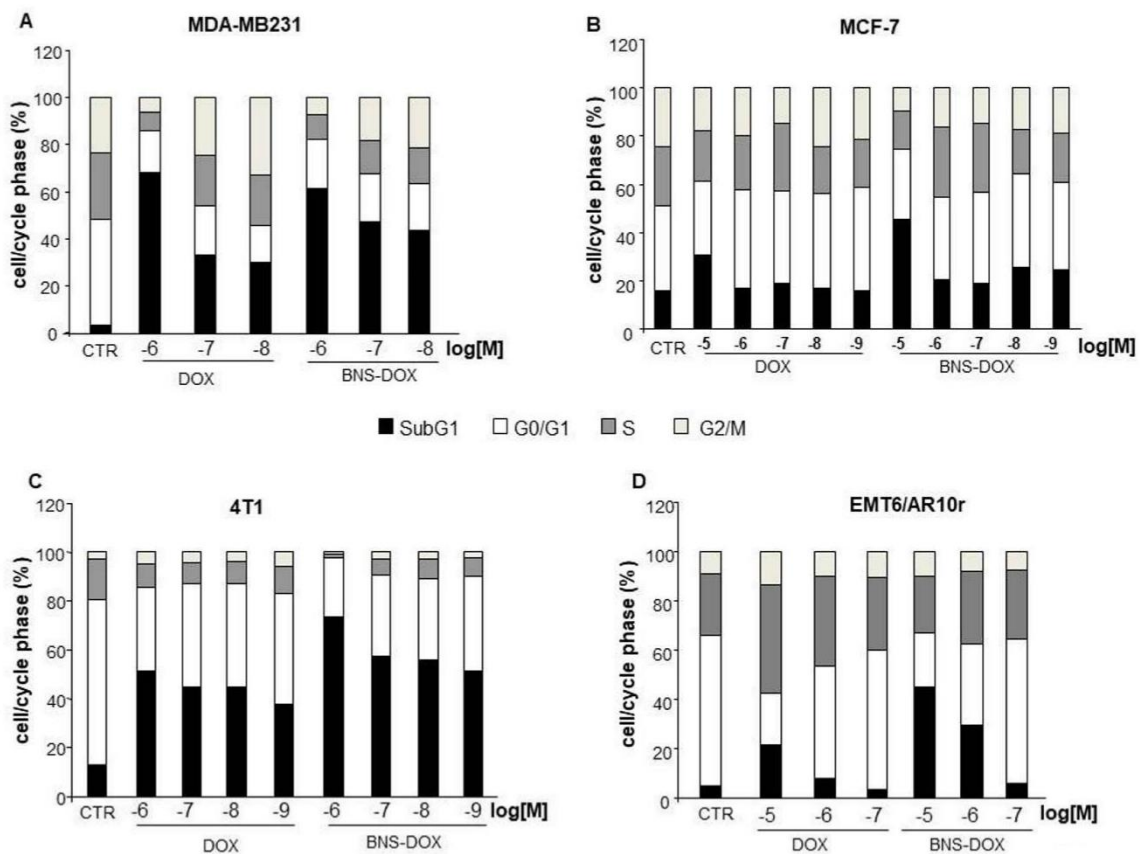 A
MDA-MB231
cell/cycle phase (%)
120
100
80
60
40
20
0
CTR -6 -7 -8 -6 -7 -8 log[M]
DOX BNS-DOX
B
MCF-7
cell/cycle phase (%)
120
100
80
60
40
20
0
CTR -5 -6 -7 -8 -9 -5 -6 -7 -8 -9 log[M]
DOX BNS-DOX
SubG1 G0/G1 S G2/M
C
4T1
cell/cycle phase (%)
120
100
80
60
40
20
0
CTR -6 -7 -8 -9 -6 -7 -8 -9 log[M]
DOX BNS-DOX
D
EMT6/AR10r
cell/cycle phase (%)
120
100
80
60
40
20
0
CTR -5 -6 -7 -5 -6 -7 log[M]
DOX BNS-DOX